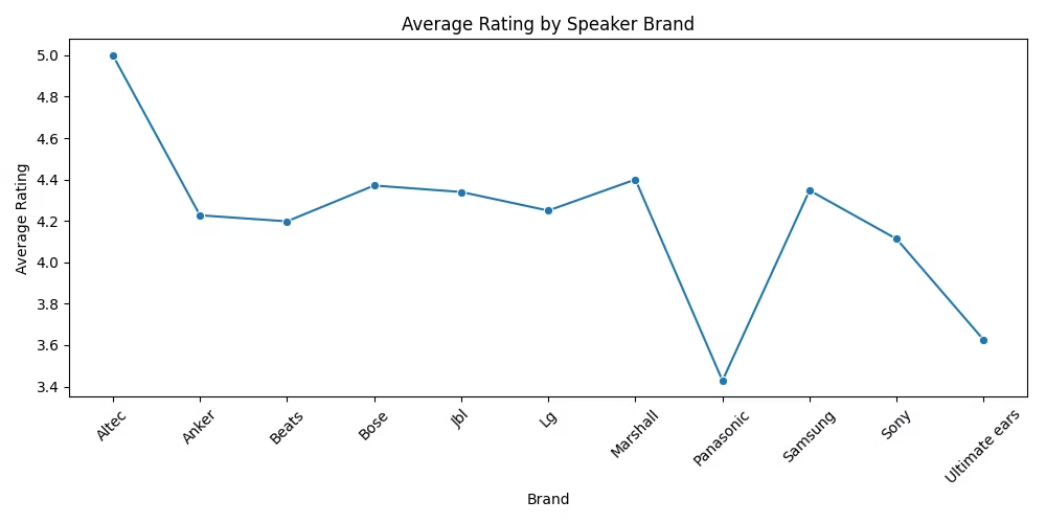 Average Rating by Speaker Brand
Average Rating
5.0
4.8
4.6
4.4
4.2
4.0
3.8
3.6
3.4
Altec
Anker
Beats
Bose
Jbl
Lg
Marshall
Panasonic
Samsung
Sony
Ultimate ears
Brand